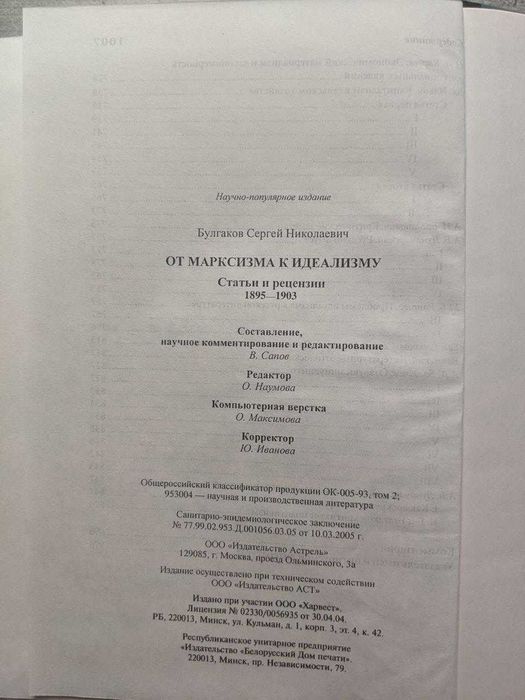 Научно-популярное издание
Булгаков Сергей Николаевич
ОТ МАРКСИЗМА К ИДЕАЛИЗМУ
Статьи и рецензии
1895—1903
Составление,
научное комментирование и редактирование
В. Сапов
Редактор
О. Наумова
Компьютерная верстка
О. Максимова
Корректор
Ю. Иванова
Общероссийский классификатор продукции ОК-005-93, том 2;
953004 — научная и производственная литература
Санитарно-эпидемиологическое заключение
№ 77.99.02.953.Д.001056.03.05 от 10.03.2005 г.
ООО «Издательство Астрель»
129085, г. Москва, проезд Ольминского, 3а
Издание осуществлено при техническом содействии
ООО «Издательство АСТ»
Издано при участии ООО «Харвест».
Лицензия № 02330/0056935 от 30.04.04.
РБ, 220013, Минск, ул. Кульман, д. 1, корп. 3, эт. 4, к. 42.
Республиканское унитарное предприятие
«Издательство «Белорусский Дом печати».
220013, Минск, пр. Независимости, 79.